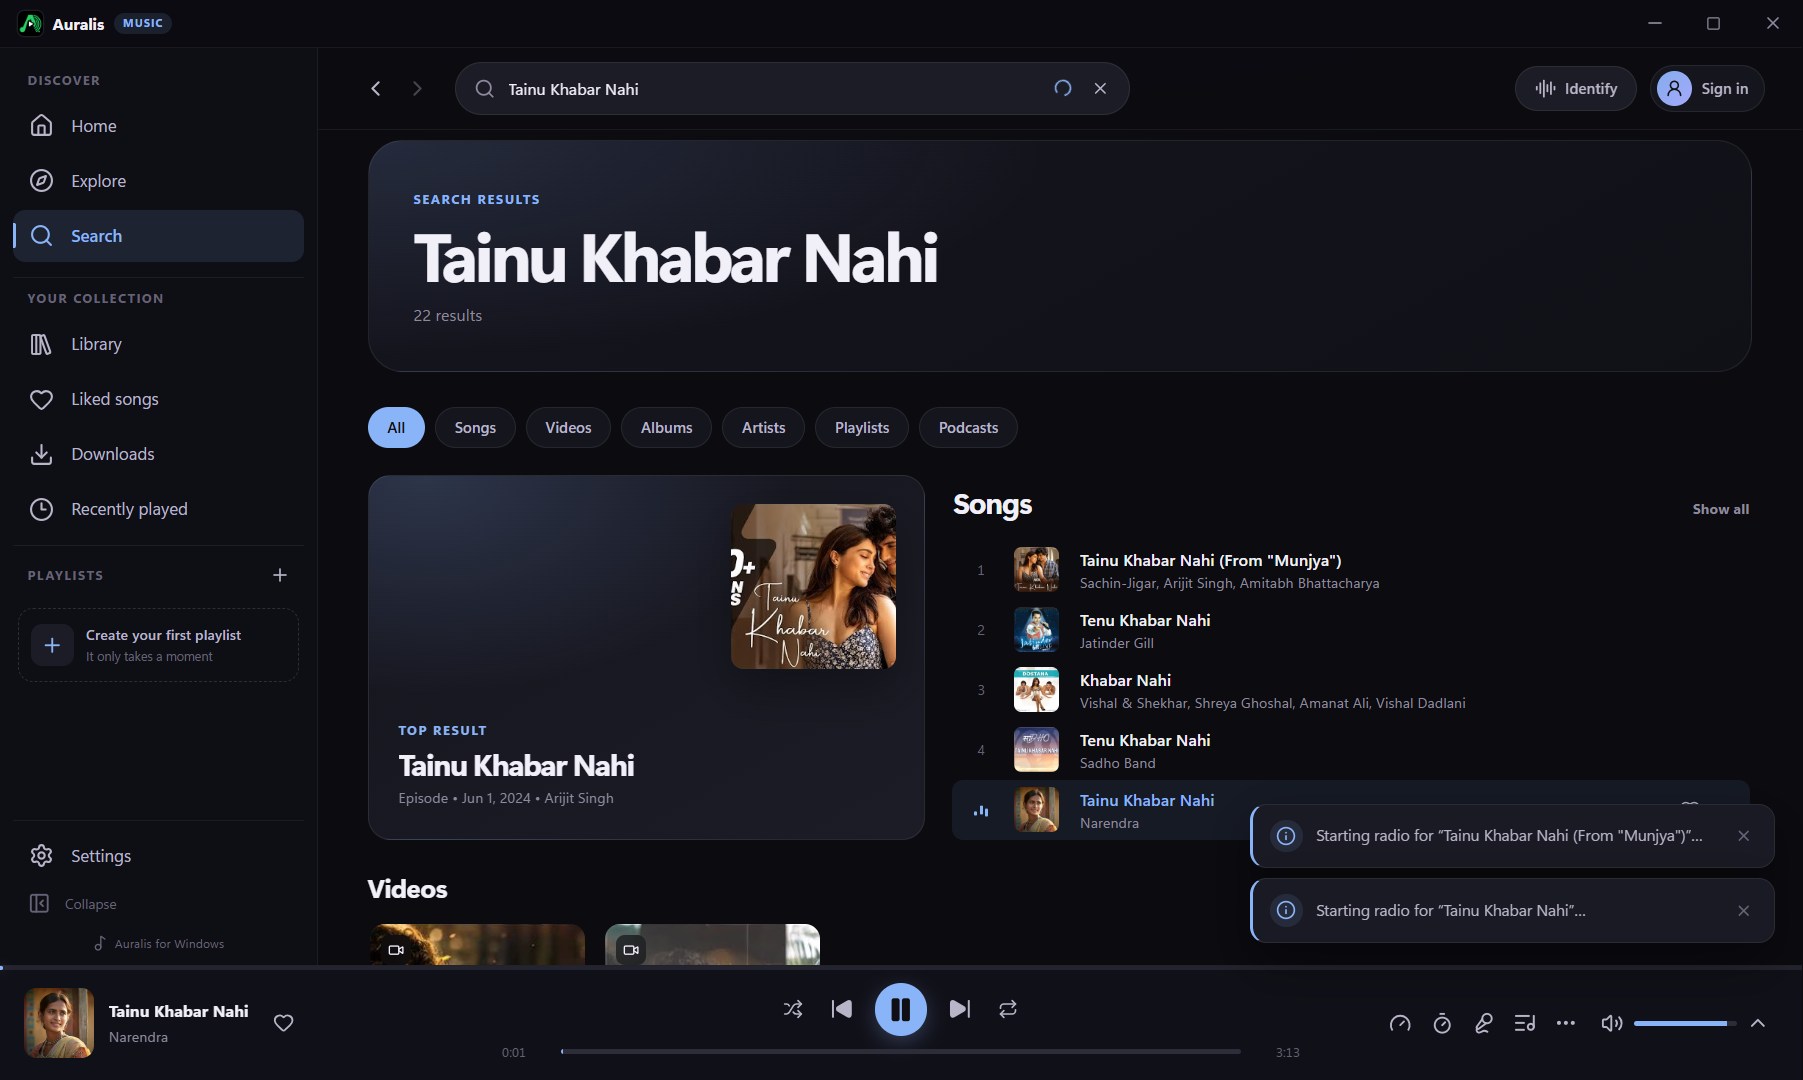 Auralis
MUSIC
DISCOVER
Home
Explore
Search
YOUR COLLECTION
Library
Liked songs
Downloads
Recently played
PLAYLISTS
Create your first playlist
It only takes a moment
Settings
Collapse
Auralis for Windows
Tainu Khabar Nahi
Identify
Sign in
SEARCH RESULTS
Tainu Khabar Nahi
22 results
All
Songs
Videos
Albums
Artists
Playlists
Podcasts
Tainu
Khabar
Nahi
TOP RESULT
Tainu Khabar Nahi
Episode • Jun 1, 2024 • Arijit Singh
Songs
Show all
1
Tainu Khabar Nahi (From "Munjya")
Sachin-Jigar, Arijit Singh, Amitabh Bhattacharya
2
Tenu Khabar Nahi
Jatinder Gill
3
DOSTANA
Khabar Nahi
Vishal & Shekhar, Shreya Ghoshal, Amanat Ali, Vishal Dadlani
4
Tenu Khabar Nahi
Sadho Band
Tainu Khabar Nahi
Narendra
Starting radio for “Tainu Khabar Nahi (From "Munjya")”…
Starting radio for “Tainu Khabar Nahi”…
Videos
Tainu Khabar Nahi
Narendra
0:01
3:13